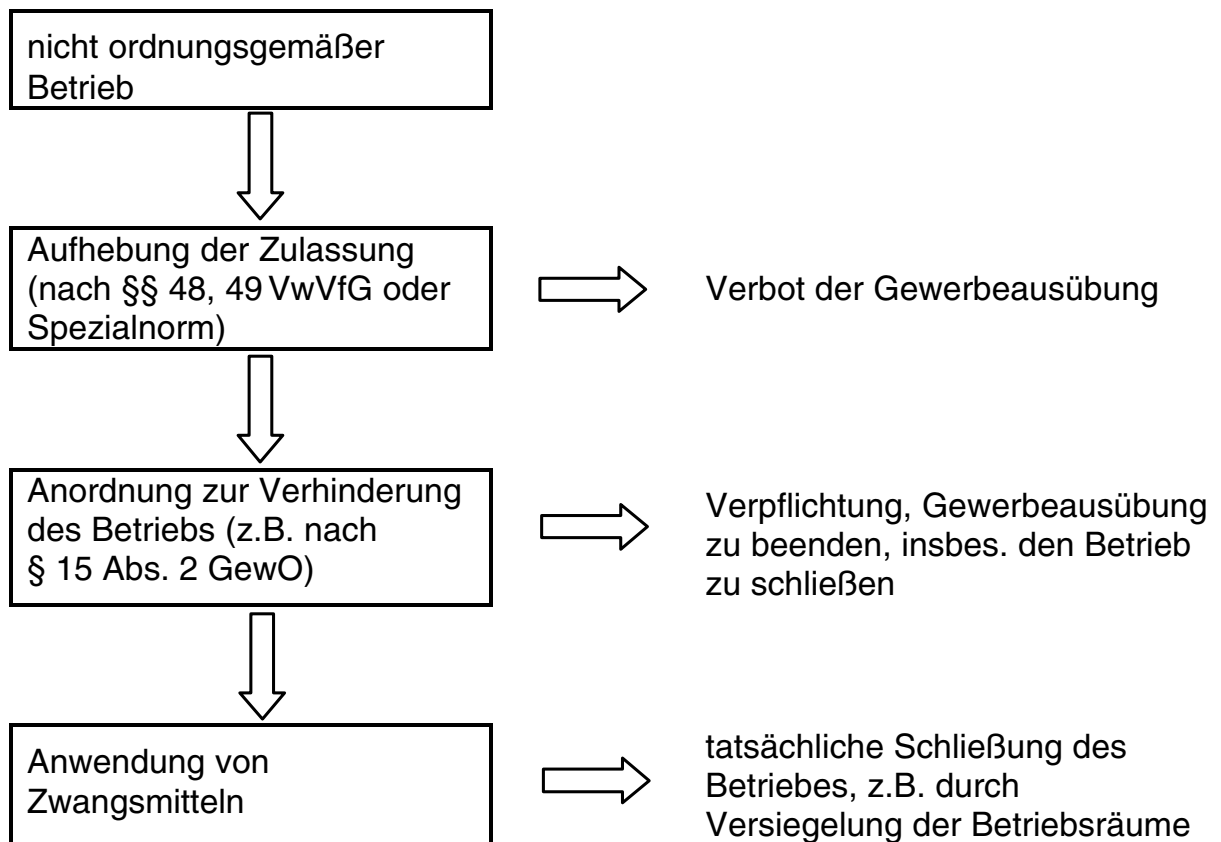 nicht ordnungsgemäßer
Betrieb
Aufhebung der Zulassung
(nach §§ 48, 49 VwVfG oder
Spezialnorm)
Verbot der Gewerbeausübung
Anordnung zur Verhinderung
des Betriebs (z.B. nach
§ 15 Abs. 2 GewO)
Verpflichtung, Gewerbeausübung
zu beenden, insbes. den Betrieb
zu schließen
Anwendung von
Zwangsmitteln
tatsächliche Schließung des
Betriebes, z.B. durch
Versiegelung der Betriebsräume